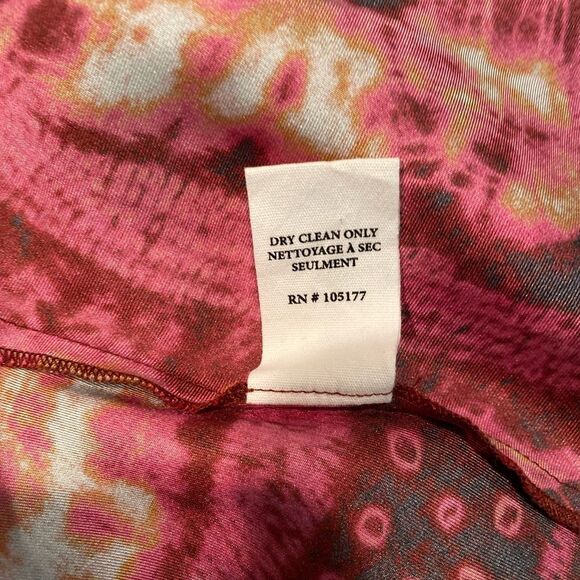 DRY CLEAN ONLY
NETTOYAGE À SEC
SEULMENT
RN # 105177